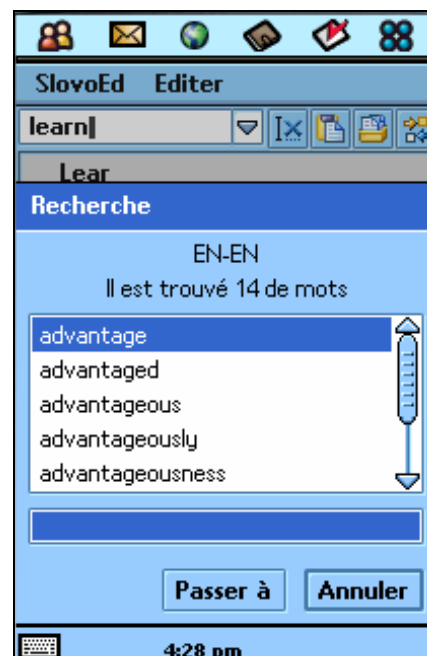 SlovoEd Editer
learn
Lear
Recherche
EN-EN
Il est trouvé 14 de mots
advantage
advantaged
advantageous
advantageously
advantageousness
Passer à Annuler
4:28 pm